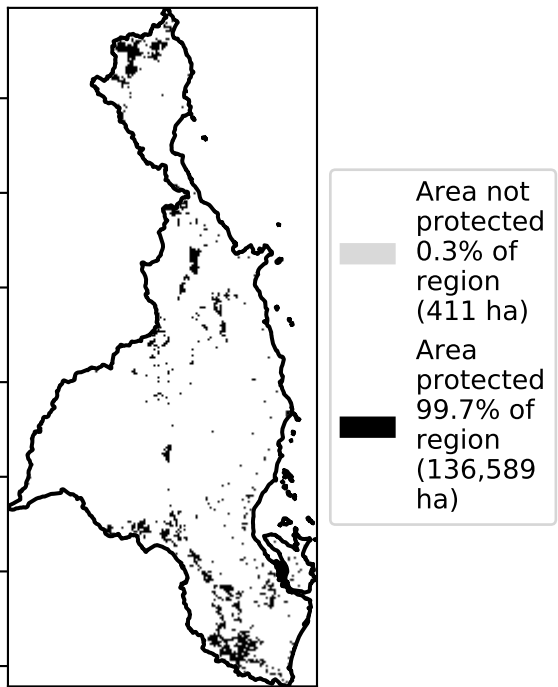 Area not
protected
0.3% of
region
(411 ha)
Area
protected
99.7% of
region
(136,589
ha)